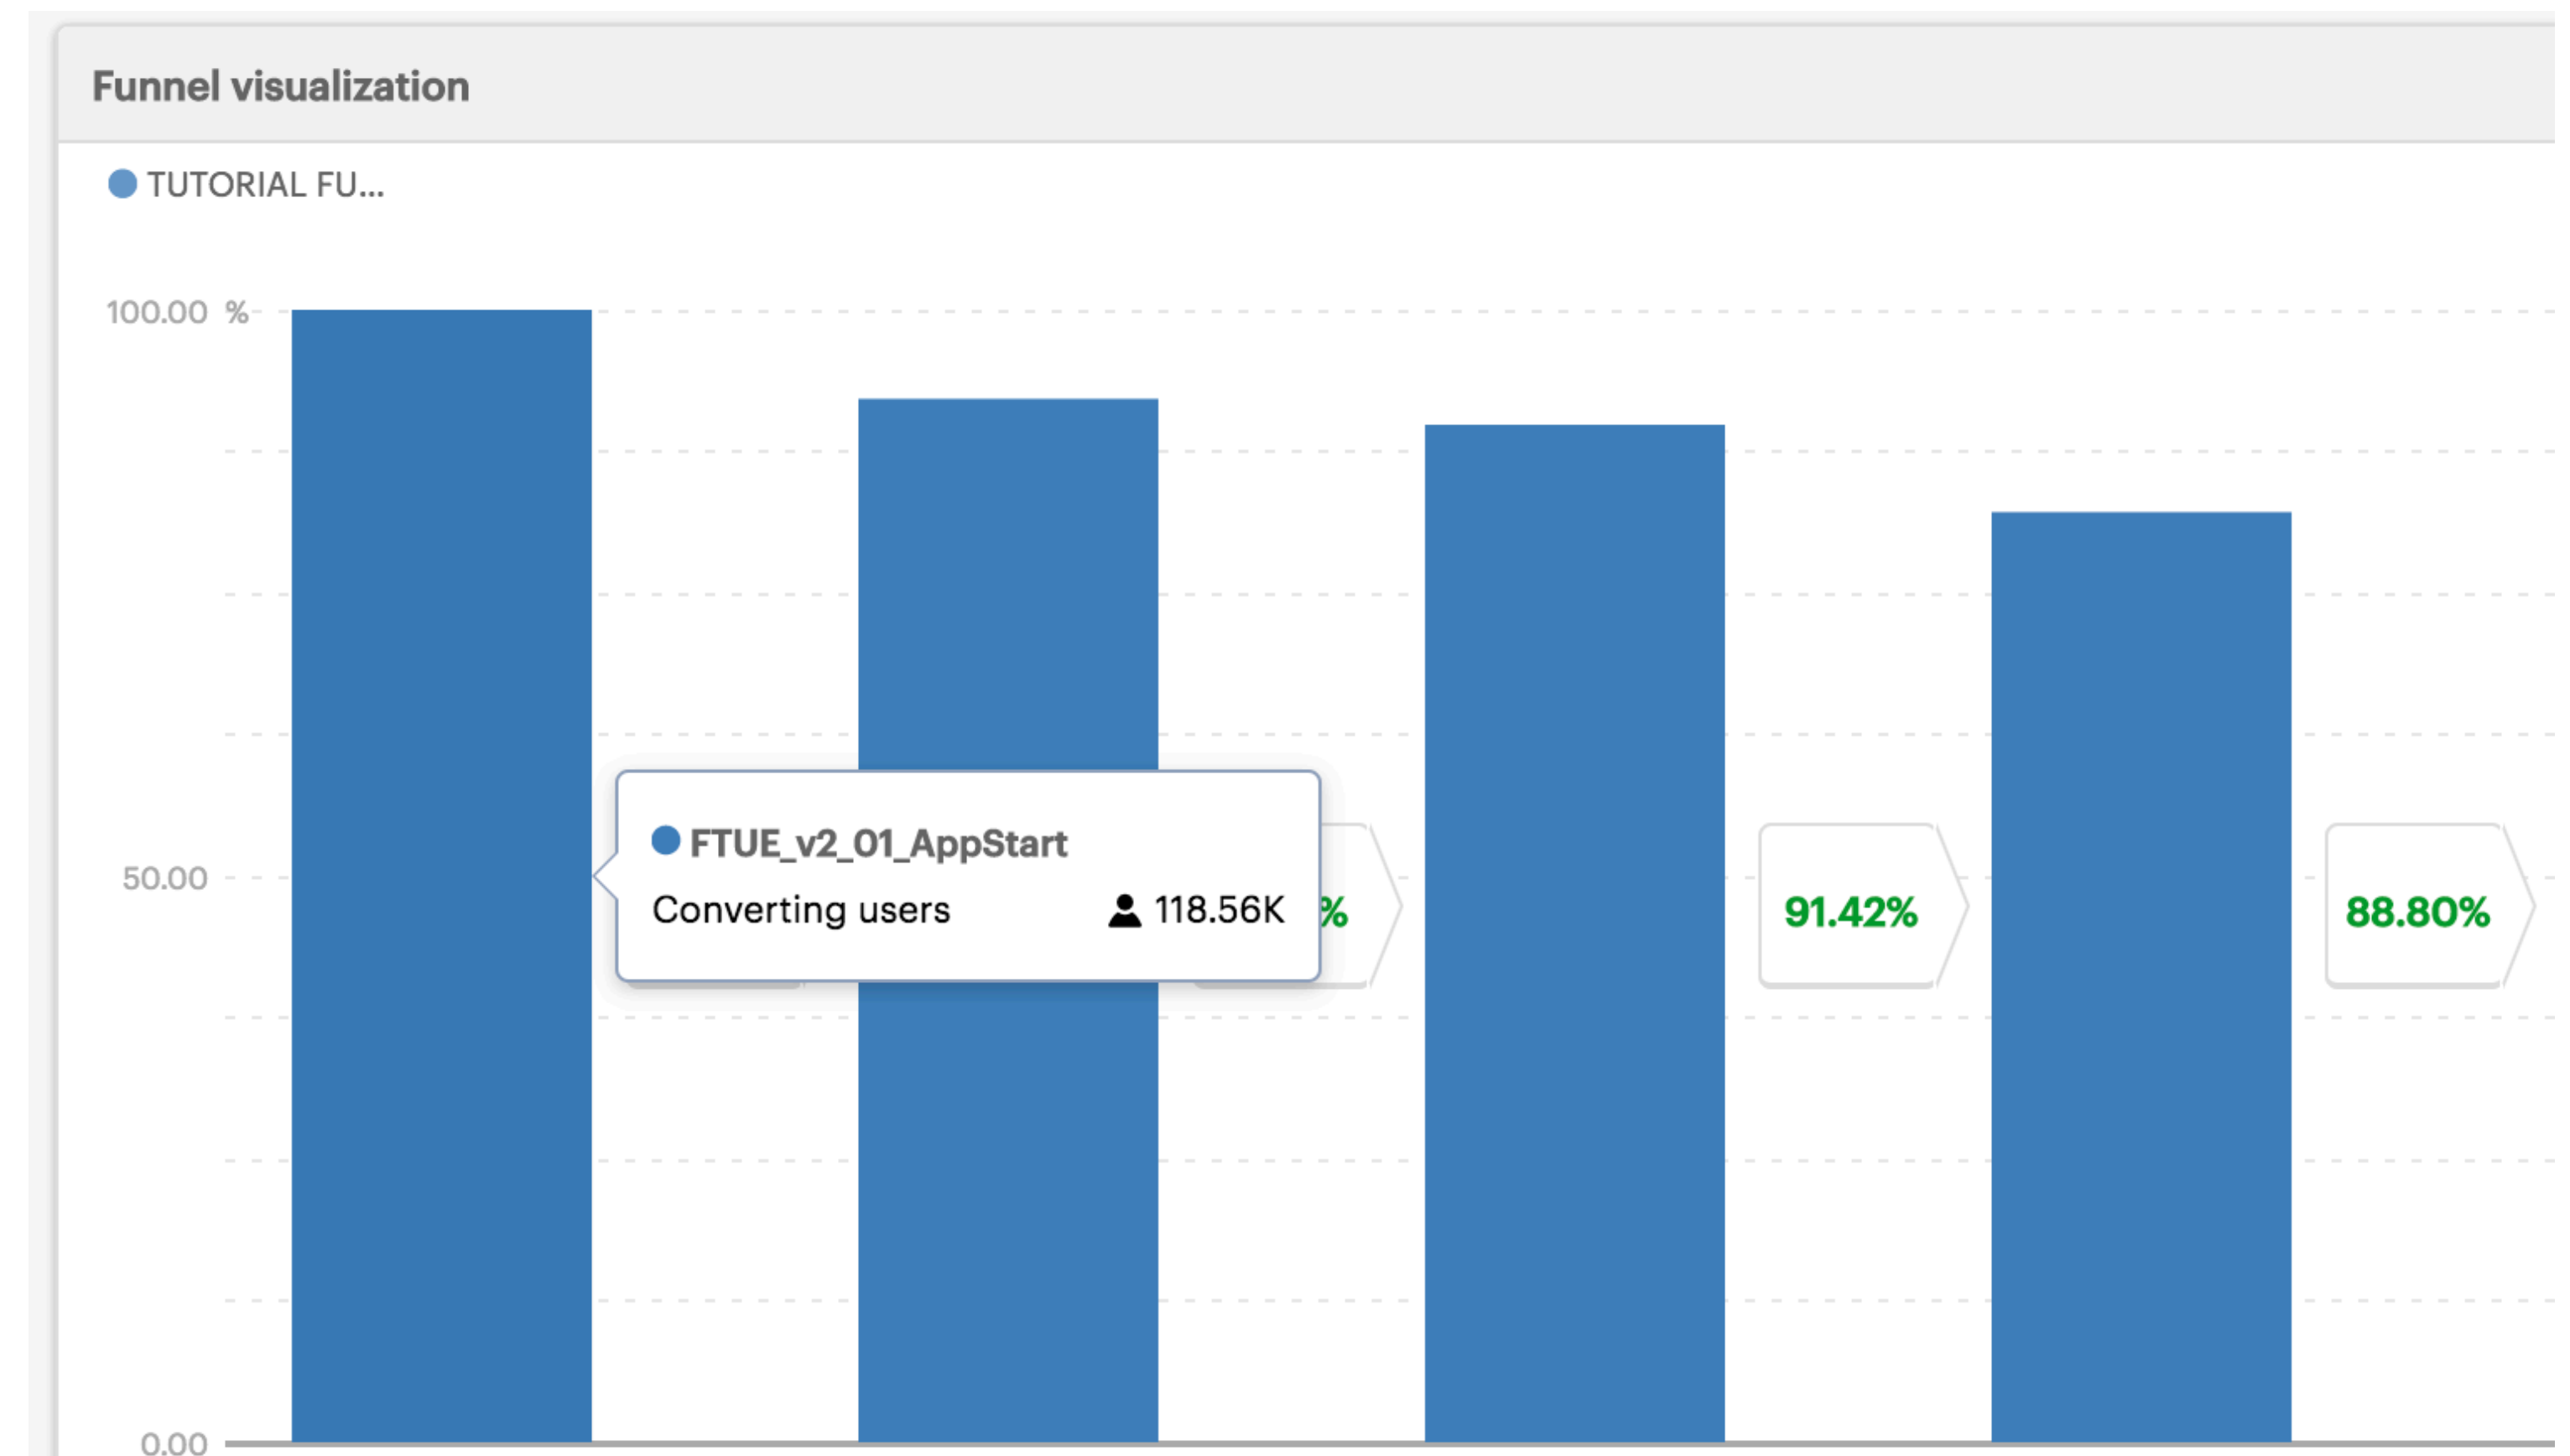 Funnel visualization
TUTORIAL FU...
100.00 %
FTUE_v2_01_AppStart
50.00
Converting users 118.56K
%
91.42%
88.80%
0.00